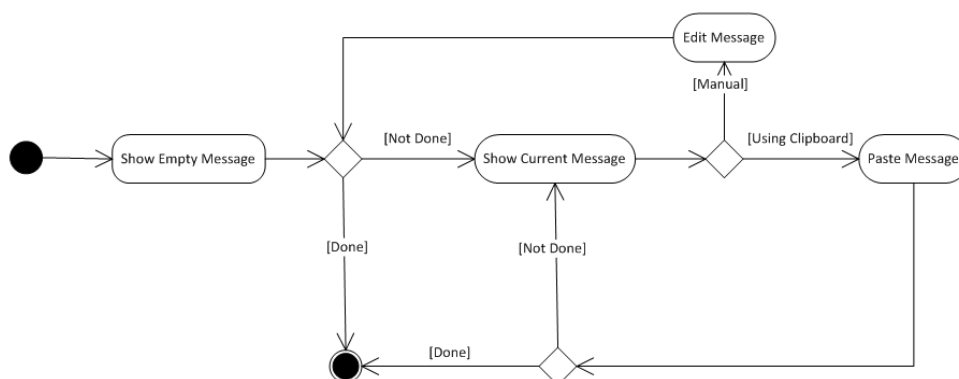 Edit Message
[Manual]
[Not Done]
[Using Clipboard]
Show Empty Message
Show Current Message
Paste Message
[Done]
[Not Done]
[Done]